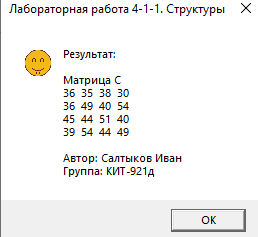 Лабораторная работа 4-1-1. Структуры
Результат:
Матрица С
36 35 38 30
36 49 40 54
45 44 51 40
39 54 44 49
Автор: Салтыков Иван
Группа: КИТ-921д
ОК